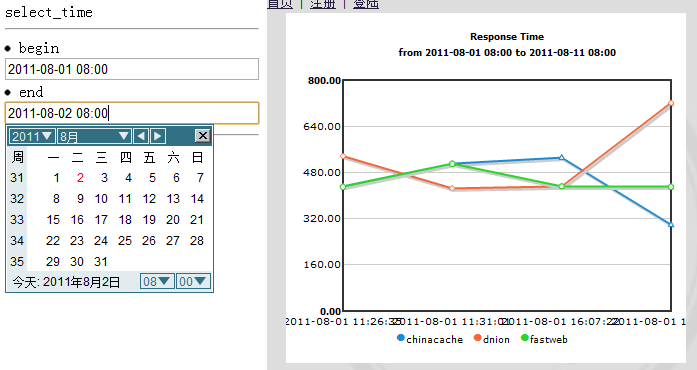 select_time
begin
2011-08-01 08:00
end
2011-08-02 08:00
2011 8月
周 一 二 三 四 五 六 日
31 1 2 3 4 5 6 7
32 8 9 10 11 12 13 14
33 15 16 17 18 19 20 21
34 22 23 24 25 26 27 28
35 29 30 31
今天: 2011年8月2日 08 00
首页 | 注册 | 登陆
Response Time
from 2011-08-01 08:00 to 2011-08-11 08:00
800.00
640.00
480.00
320.00
160.00
0.00
2011-08-01 11:26:35 2011-08-01 11:31:01 2011-08-01 16:07:22 2011-08-01 1
chinacache dnion fastweb